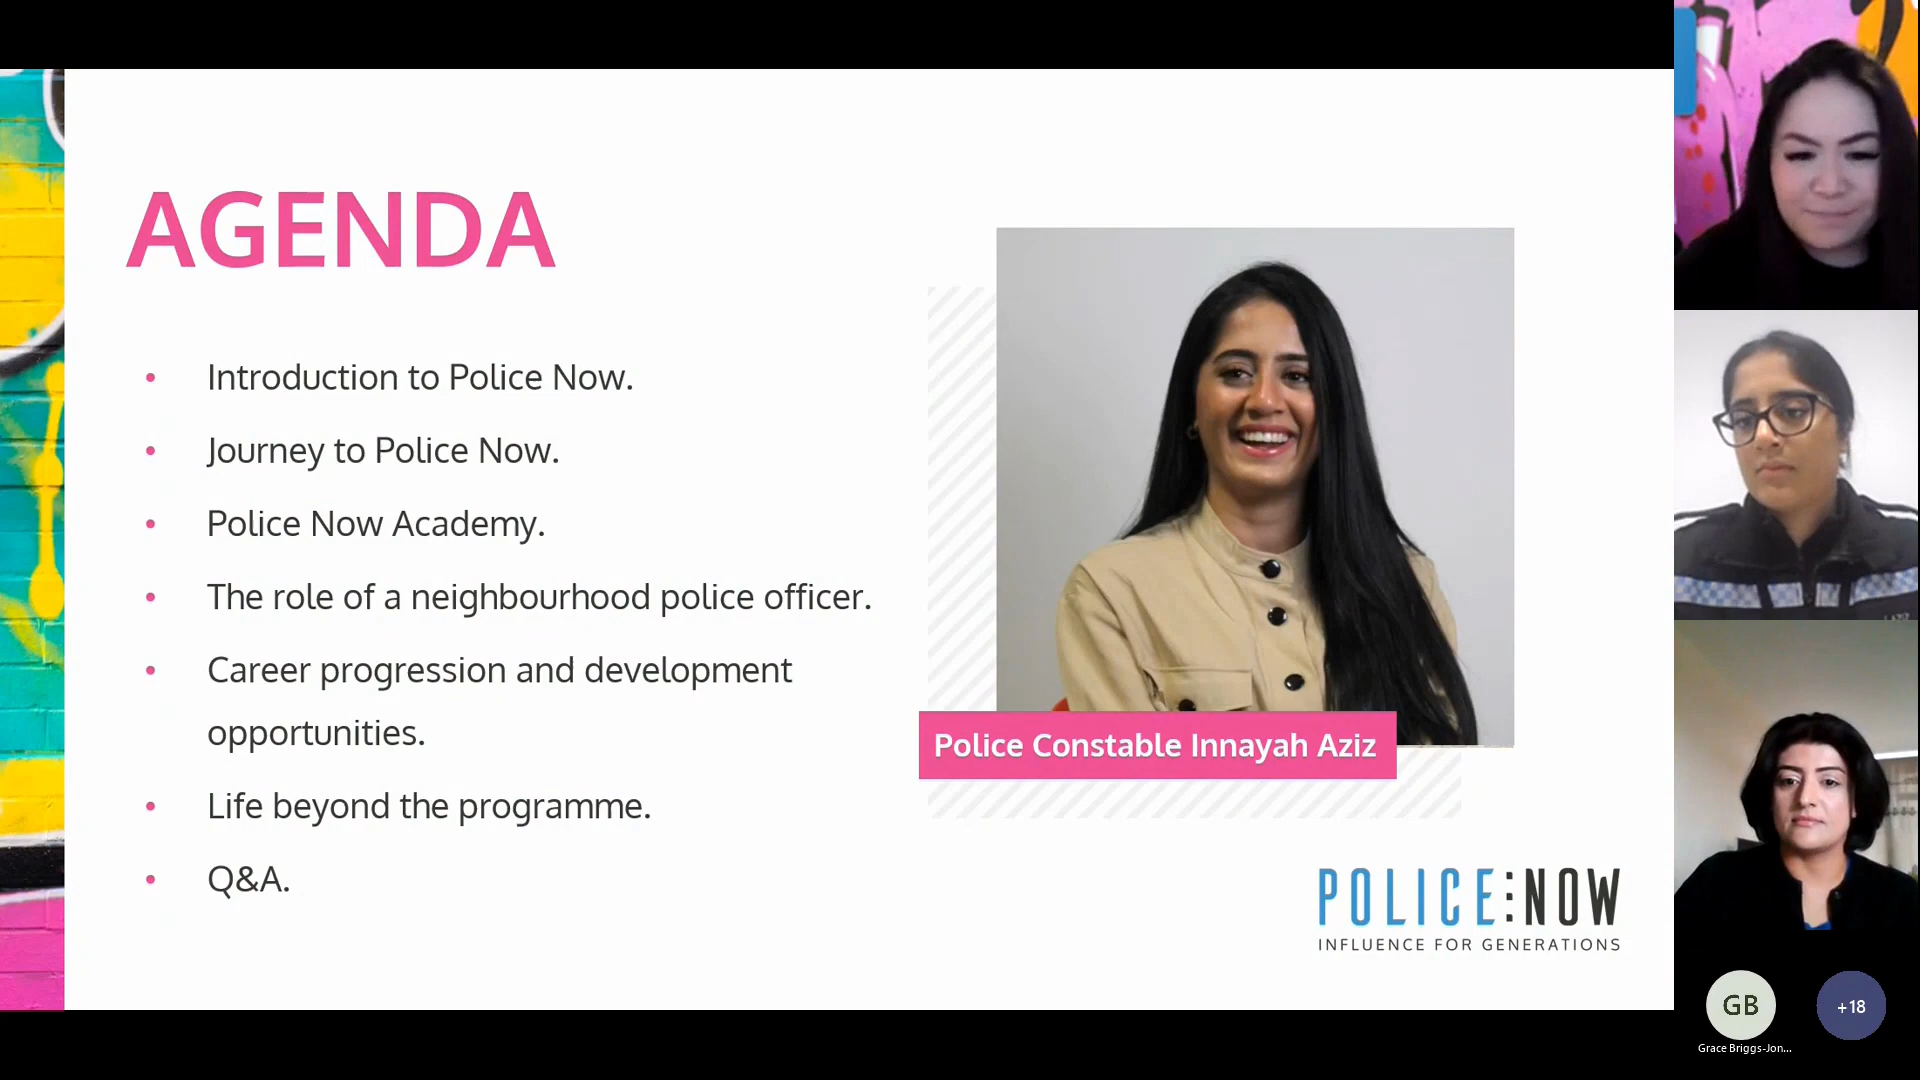 AGENDA
• Introduction to Police Now.
• Journey to Police Now.
• Police Now Academy.
• The role of a neighbourhood police officer.
• Career progression and development
opportunities.
• Life beyond the programme.
• Q&A.
Police Constable Innayah Aziz
POLICE:NOW
INFLUENCE FOR GENERATIONS
GB
+18
Grace Briggs-Jon...